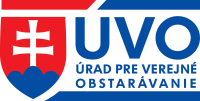 ÚVO
ÚRAD PRE VEREJNÉ
OBSTARÁVANIE